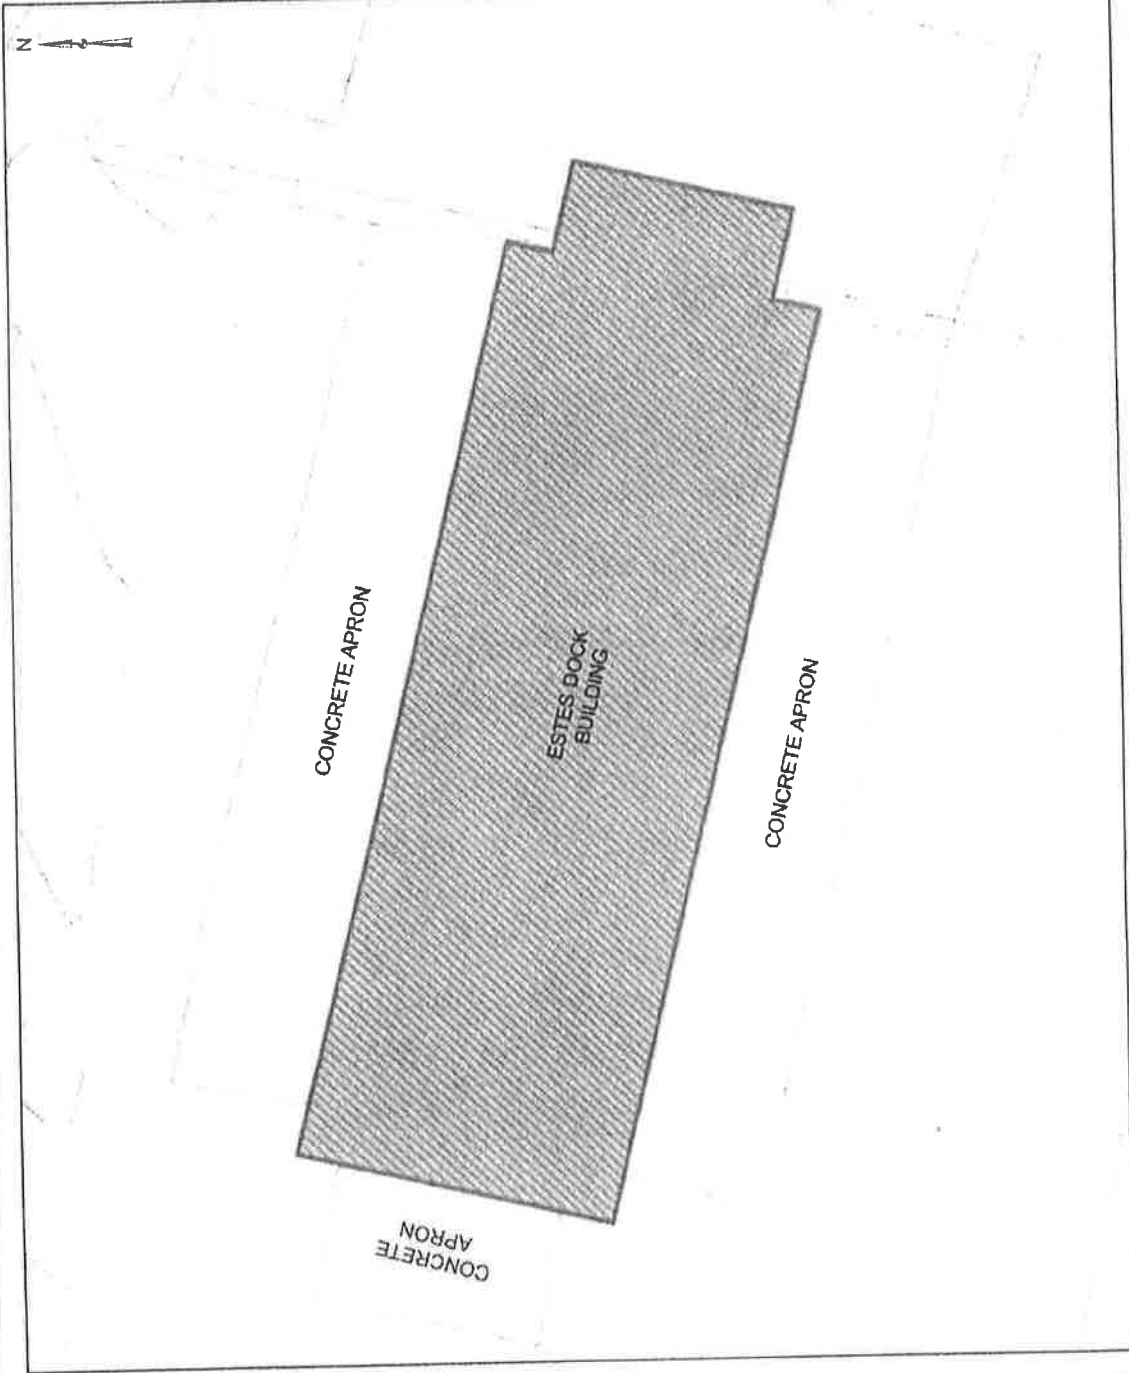 N
CONCRETE APRON
ESTES DOCK
BUILDING
CONCRETE APRON
CONCRETE
APRON